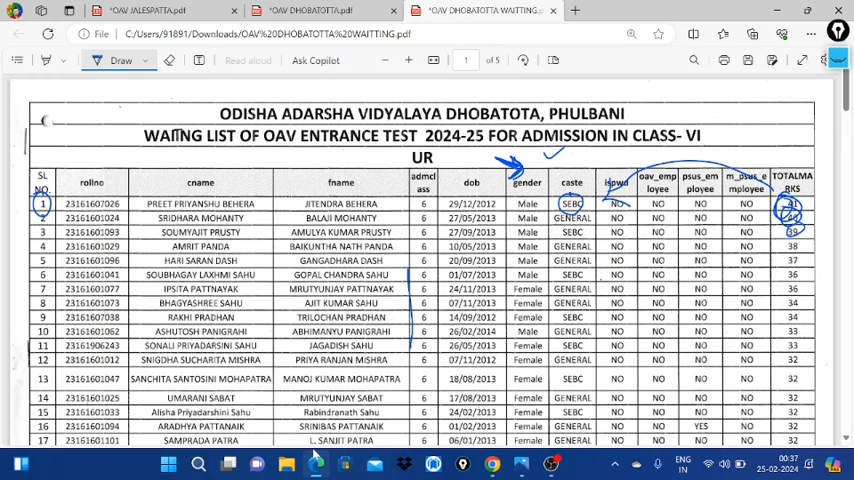 *OAV JALESPATTA.pdf
*OAV DHOBATOTTA.pdf
*OAV DHOBATOTTA WAITTING.pdf
C:/Users/91891/Downloads/OAV%20DHOBATOTTA%20WAITTING.pdf
Draw
Read aloud
Ask Copilot
1 of 5
ODISHA ADARSHA VIDYALAYA DHOBATOTA, PHULBANI
WAITING LIST OF OAV ENTRANCE TEST 2024-25 FOR ADMISSION IN CLASS- VI
UR
SL NO. rollno cname fname admclass dob gender caste ispwd oav_employee psus_employee m_psus_employee TOTALMARKS
1 23161607026 PREET PRIYANSHU BEHERA JITENDRA BEHERA 6 29/12/2012 Male SEBC NO NO NO NO 41
2 23161601024 SRIDHARA MOHANTY BALAJI MOHANTY 6 27/05/2013 Male GENERAL NO NO NO NO 40
3 23161601093 SOUMYAJIT PRUSTY AMULYA KUMAR PRUSTY 6 27/09/2013 Male SEBC NO NO NO NO 39
4 23161601029 AMRIT PANDA BAIKUNTHA NATH PANDA 6 10/05/2013 Male GENERAL NO NO NO NO 38
5 23161601096 HARI SARAN DASH GANGADHARA DASH 6 20/09/2013 Male GENERAL NO NO NO NO 37
6 23161601041 SOUBHAGAY LAXHMI SAHU GOPAL CHANDRA SAHU 6 01/07/2013 Male SEBC NO NO NO NO 36
7 23161601077 IPSITA PATTNAYAK MRUTYUNJAY PATTNAYAK 6 24/11/2013 Female GENERAL NO NO NO NO 36
8 23161601073 BHAGYASHREE SAHU AJIT KUMAR SAHU 6 07/11/2013 Female GENERAL NO NO NO NO 34
9 23161607038 RAKHI PRADHAN TRILOCHAN PRADHAN 6 14/09/2012 Female SEBC NO NO NO NO 34
10 23161601062 ASHUTOSH PANIGRAHI ABHIMANYU PANIGRAHI 6 26/02/2014 Male GENERAL NO NO NO NO 33
11 23161906243 SONALI PRIYADARSINI SAHU JAGADISH SAHU 6 26/05/2013 Female SEBC NO NO NO NO 33
12 23161601012 SNIGDHA SUCHARITA MISHRA PRIYA RANJAN MISHRA 6 07/11/2012 Female GENERAL NO NO NO NO 32
13 23161601047 SANCHITA SANTOSINI MOHAPATRA MANOJ KUMAR MOHAPATRA 6 18/08/2013 Female SEBC NO NO NO NO 32
14 23161601025 UMARANI SABAT MRUTYUNJAY SABAT 6 17/08/2013 Female GENERAL NO NO NO NO 32
15 23161601033 Alisha Priyadarshini Sahu Rabindranath Sahu 6 24/02/2013 Female SEBC NO NO NO NO 32
16 23161601094 ARADHYA PATTANAIK SRINIBAS PATTANAIK 6 01/02/2013 Female GENERAL NO NO YES NO 32
17 23161601101 SAMPRADA PATRA L. SANJIT PATRA 6 06/01/2013 Female GENERAL NO NO NO NO 32
ENG
IN
00:37
25-02-2024